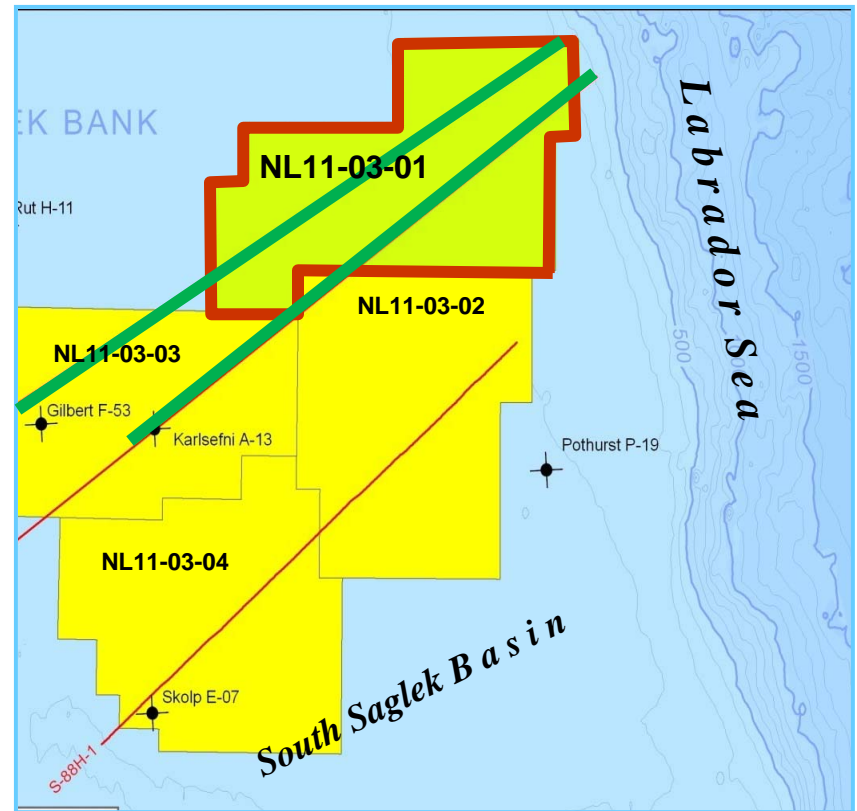 EK BANK
Labrador Sea
NL11-03-01
Rut H-11
NL11-03-02
NL11-03-03
500
1500
Gilbert F-53
Karlsefni A-13
Pothurst P-19
NL11-03-04
South Saglek Basin
Skolp E-07
S-88H-1